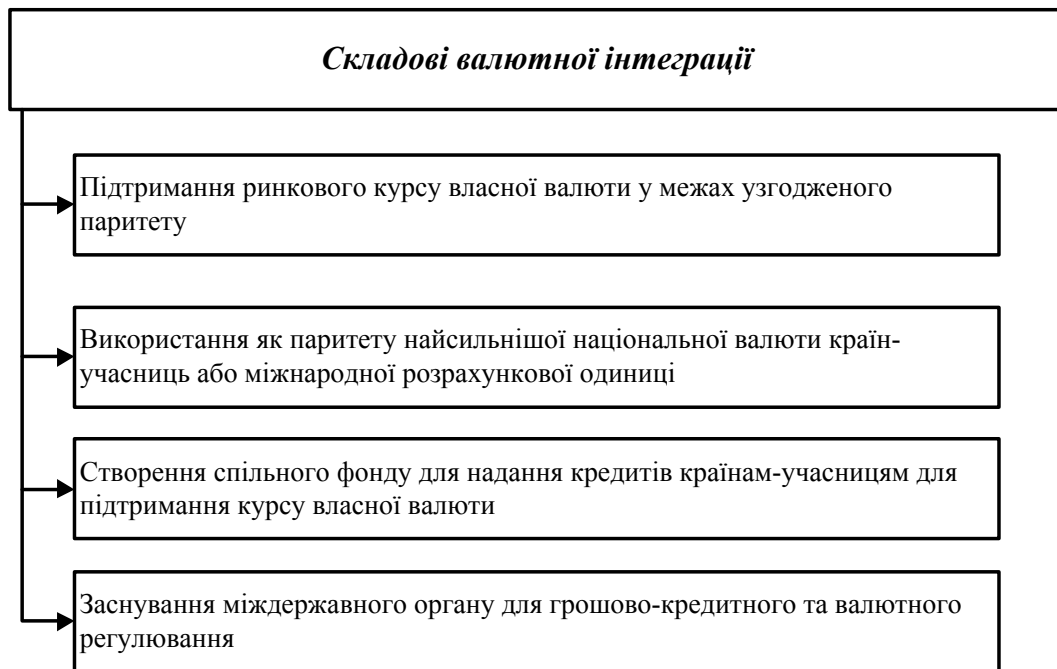 Складові валютної інтеграції
Підтримання ринкового курсу власної валюти у межах узгодженого
паритету
Використання як паритету найсильнішої національної валюти країн-
учасниць або міжнародної розрахункової одиниці
Створення спільного фонду для надання кредитів країнам-учасницям для
підтримання курсу власної валюти
Заснування міждержавного органу для грошово-кредитного та валютного
регулювання